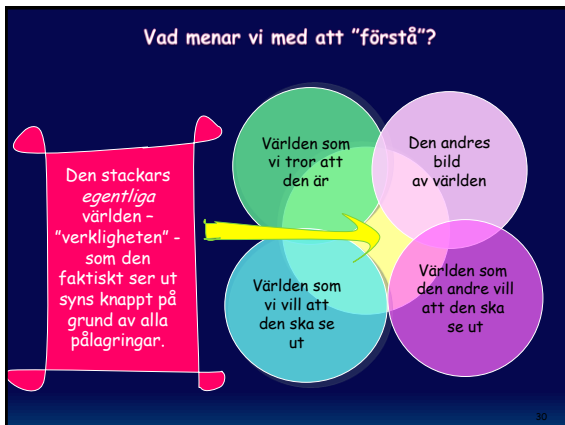 Vad menar vi med att ”förstå”?
Den stackars
egentliga
världen –
”verkligheten” -
som den
faktiskt ser ut
syns knappt på
grund av alla
pålagringar.
Världen som
vi tror att
den är
Den andres
bild
av världen
Världen som
vi vill att
den ska se
ut
Världen som
den andre vill
att den ska
se ut
30